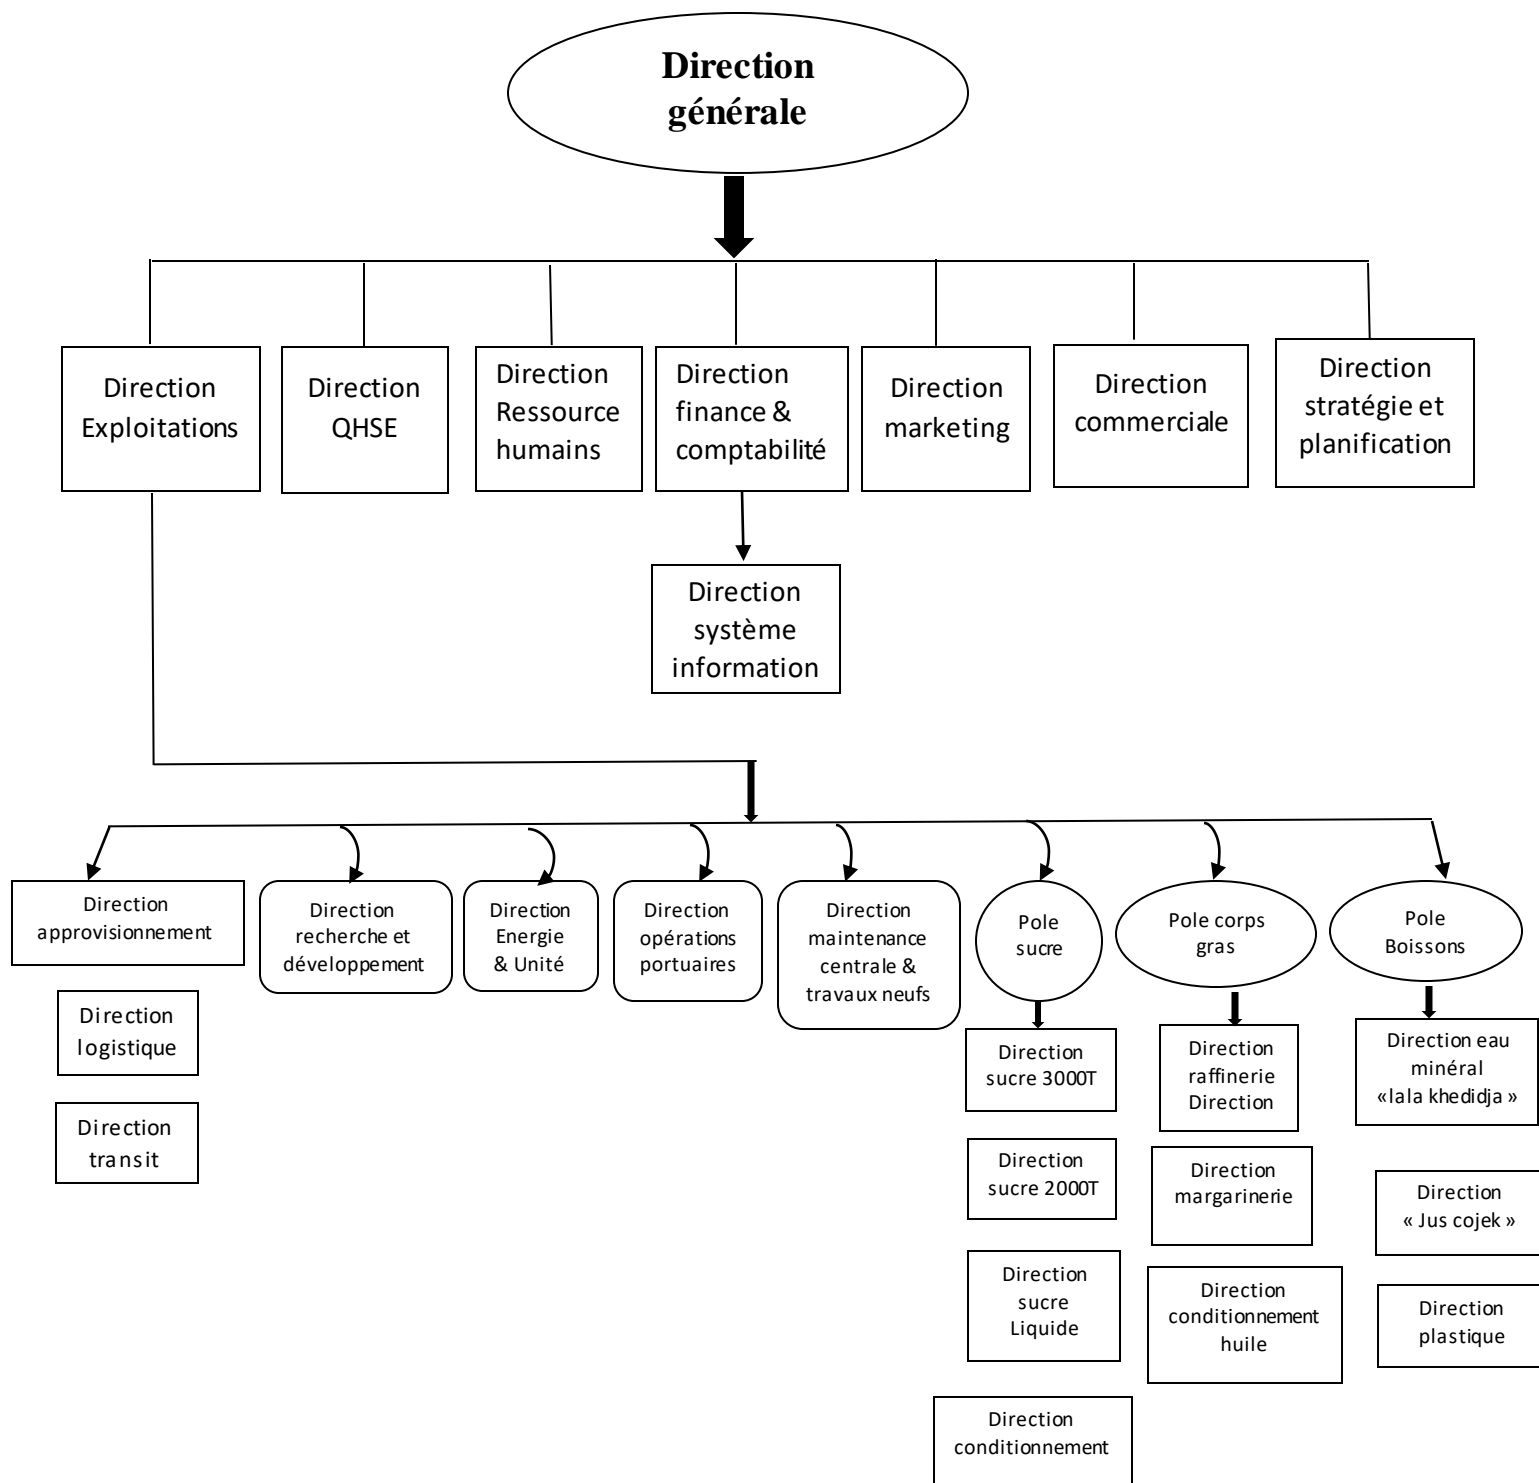 Direction
générale
Direction
Exploitations
Direction
QHSE
Direction
Ressource
humains
Direction
finance &
comptabilité
Direction
marketing
Direction
commerciale
Direction
stratégie et
planification
Direction
système
information
Direction
approvisionnement
Direction
recherche et
développement
Direction
Energie
& Unité
Direction
opérations
portuaires
Direction
maintenance
centrale &
travaux neufs
Pole
sucre
Pole corps
gras
Pole
Boissons
Direction
logistique
Direction
transit
Direction
sucre 3000T
Direction
sucre 2000T
Direction
sucre
Liquide
Direction
conditionnement
Direction
raffinerie
Direction
Direction
margarinerie
Direction
conditionnement
huile
Direction eau
minéral
«lala khedidja »
Direction
« Jus cojek »
Direction
plastique